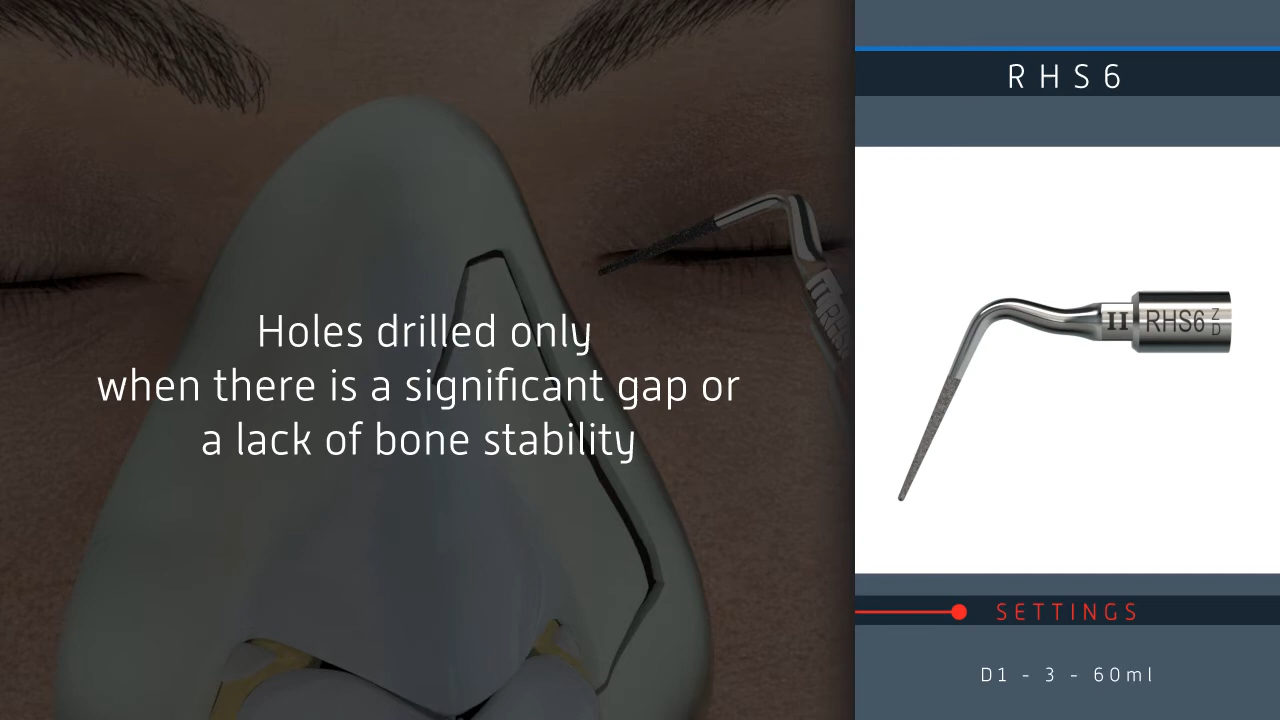 RHS6
Holes drilled only
when there is a significant gap or
a lack of bone stability
II RHS6 Z
D
SETTINGS
D1 - 3 - 60ml